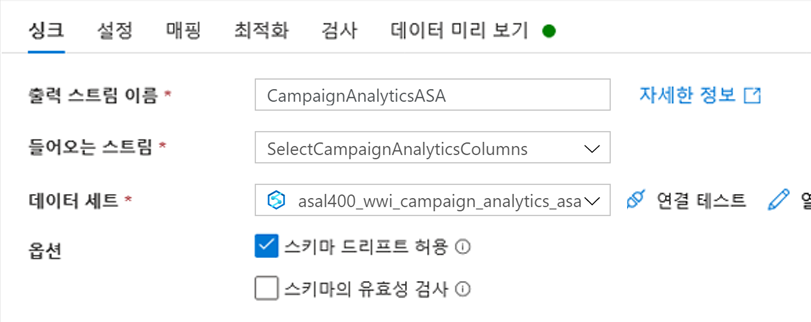 싱크 설정 매핑 최적화 검사 데이터 미리 보기
출력 스트림 이름 * CampaignAnalyticsASA 자세한 정보
들어오는 스트림 * SelectCampaignAnalyticsColumns
데이터 세트 * asal400_wwi_campaign_analytics_asa 연결 테스트
옵션 스키마 드리프트 허용
스키마의 유효성 검사